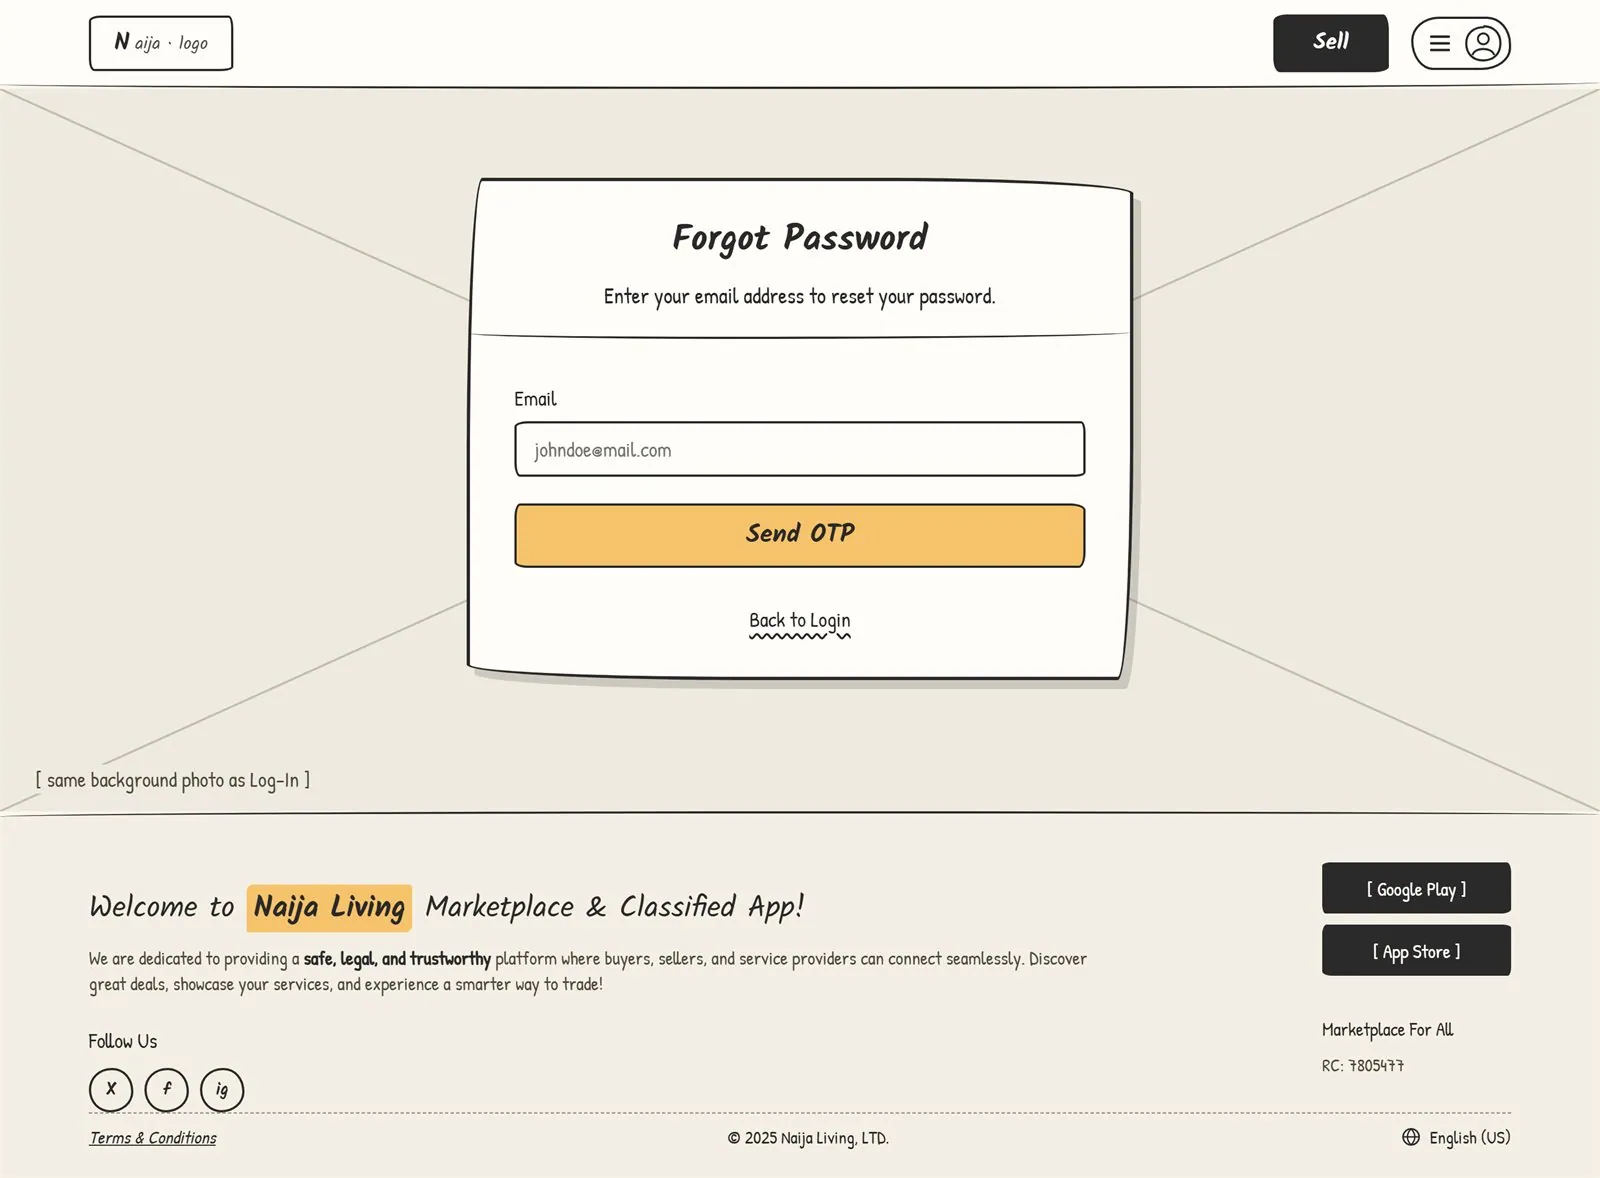 N aija · logo
Sell
Forgot Password
Enter your email address to reset your password.
Email
johndoe@mail.com
Send OTP
Back to Login
[ same background photo as Log-In ]
Welcome to Naija Living Marketplace & Classified App!
We are dedicated to providing a safe, legal, and trustworthy platform where buyers, sellers, and service providers can connect seamlessly. Discover
great deals, showcase your services, and experience a smarter way to trade!
Follow Us
X f ig
[ Google Play ]
[ App Store ]
Marketplace For All
RC: 7805477
Terms & Conditions
© 2025 Naija Living, LTD.
English (US)